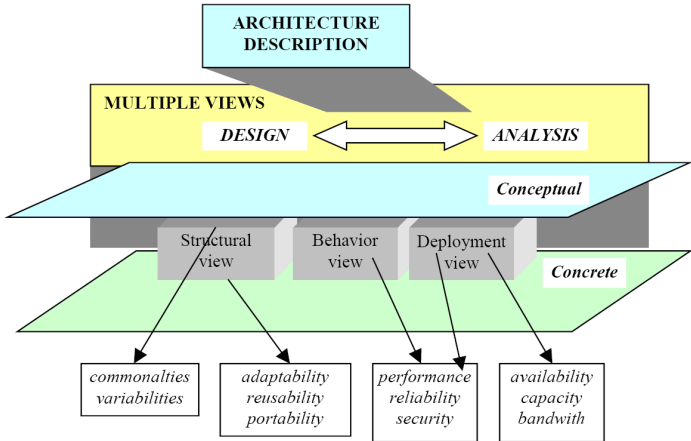 ARCHITECTURE
DESCRIPTION
MULTIPLE VIEWS
DESIGN
ANALYSIS
Conceptual
Structural
view
Behavior
view
Deployment
view
Concrete
commonalties
variabilities
adaptability
reusability
portability
performance
reliability
security
availability
capacity
bandwith